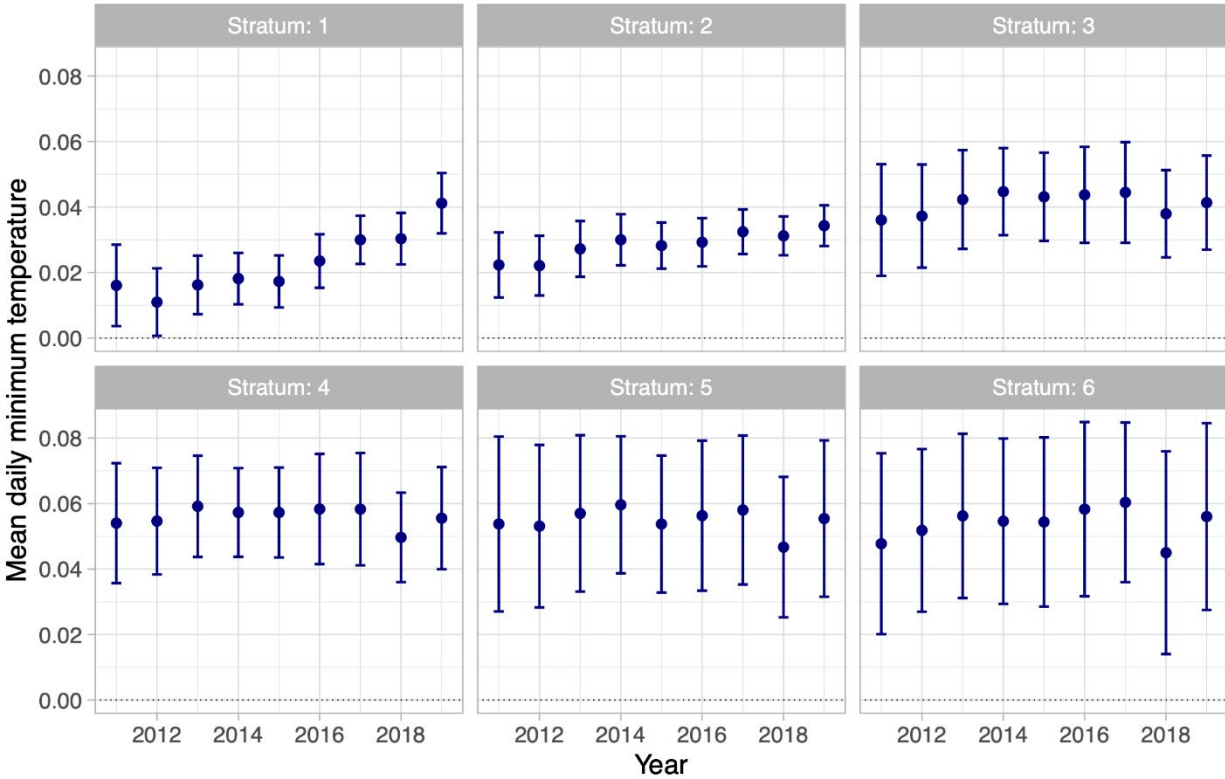 Stratum: 1
Stratum: 2
Stratum: 3
0.08
0.06
0.04
0.02
0.00
Stratum: 4
Stratum: 5
Stratum: 6
0.08
0.06
0.04
0.02
0.00
2012
2014
2016
2018
2012
2014
2016
2018
2012
2014
2016
2018
Mean daily minimum temperature
Year